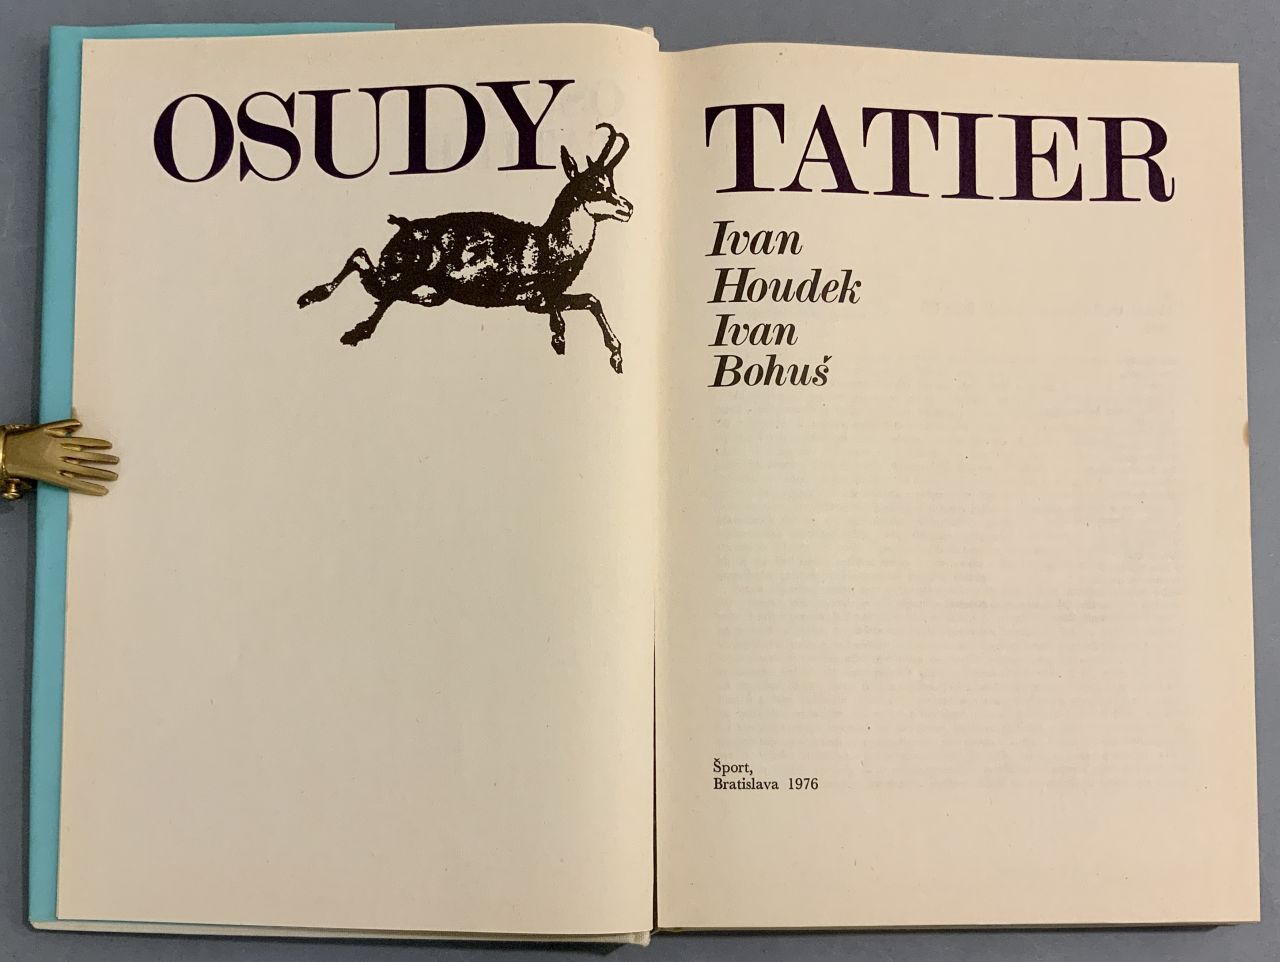 OSUDY TATIER
Ivan
Houdek
Ivan
Bohuš
Šport,
Bratislava 1976